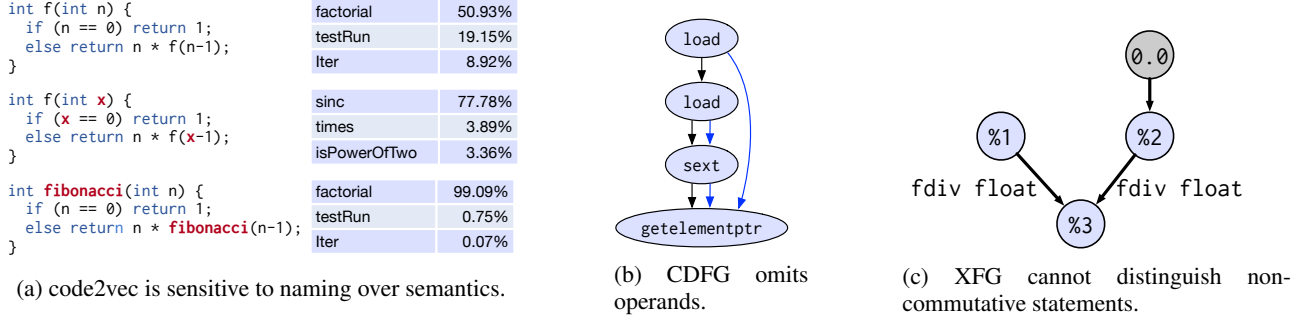 int f(int n) {
if (n == 0) return 1;
else return n * f(n-1);
}
factorial 50.93%
testRun 19.15%
Iter 8.92%
int f(int x) {
if (x == 0) return 1;
else return n * f(x-1);
}
sinc 77.78%
times 3.89%
isPowerOfTwo 3.36%
int fibonacci(int n) {
if (n == 0) return 1;
else return n * fibonacci(n-1);
}
factorial 99.09%
testRun 0.75%
Iter 0.07%
(a) code2vec is sensitive to naming over semantics.
load
load
sext
getelementptr
(b) CDFG omits
operands.
0.0
%1 %2
fdiv float fdiv float
%3
(c) XFG cannot distinguish non-
commutative statements.